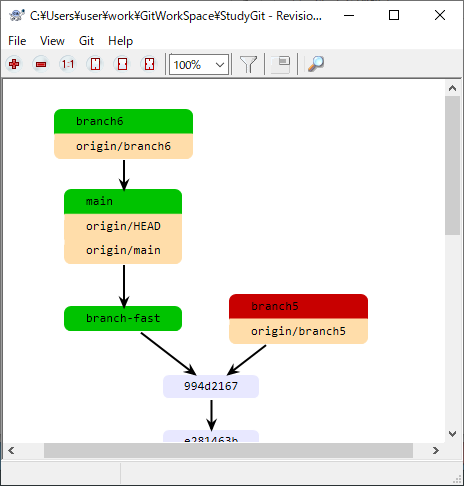 C:¥Users¥user¥work¥GitWorkSpace¥StudyGit - Revisio...
File View Git Help
1:1 100%
branch6
origin/branch6
main
origin/HEAD
origin/main
branch5
branch-fast
origin/branch5
994d2167
e281463b